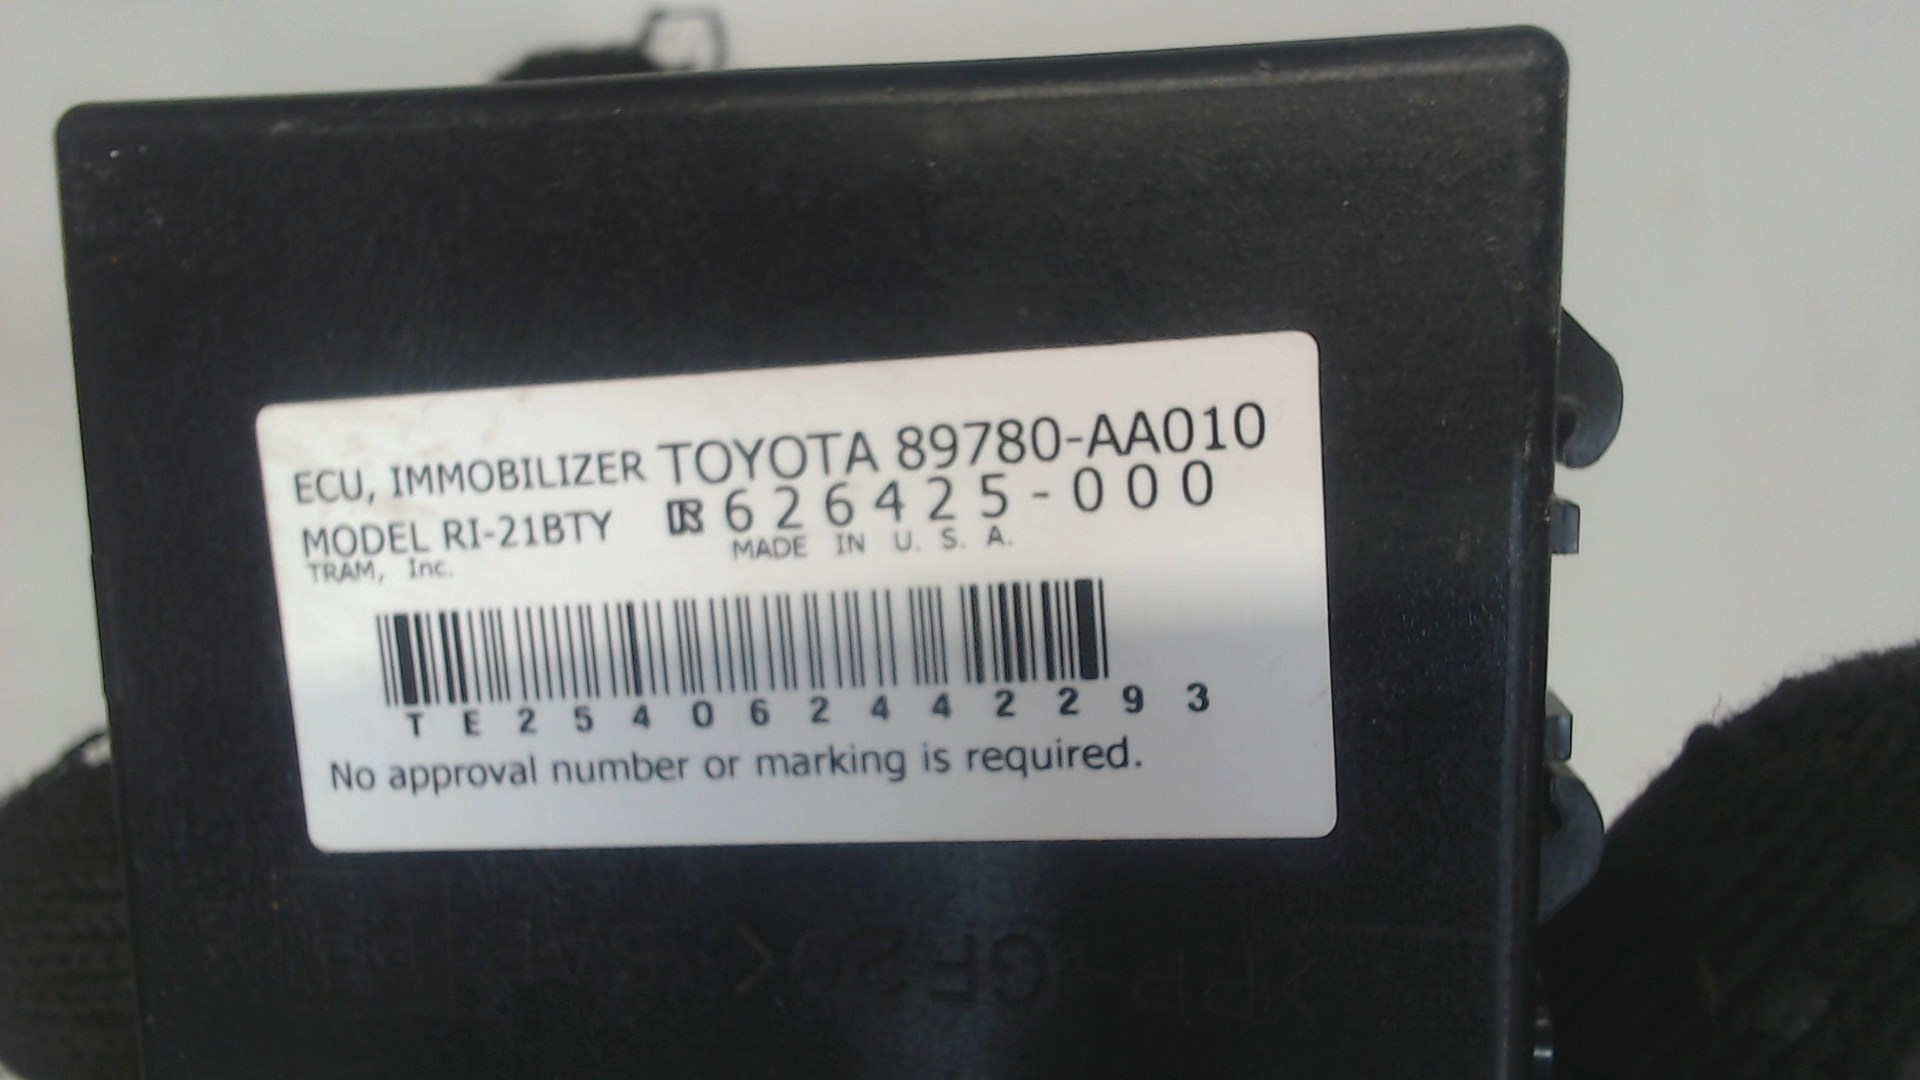 ECU, IMMOBILIZER TOYOTA 89780-AA010
MODEL RI-21BTY 626425-000
TRAM, Inc. MADE IN U. S. A.
TE254062442293
No approval number or marking is required.